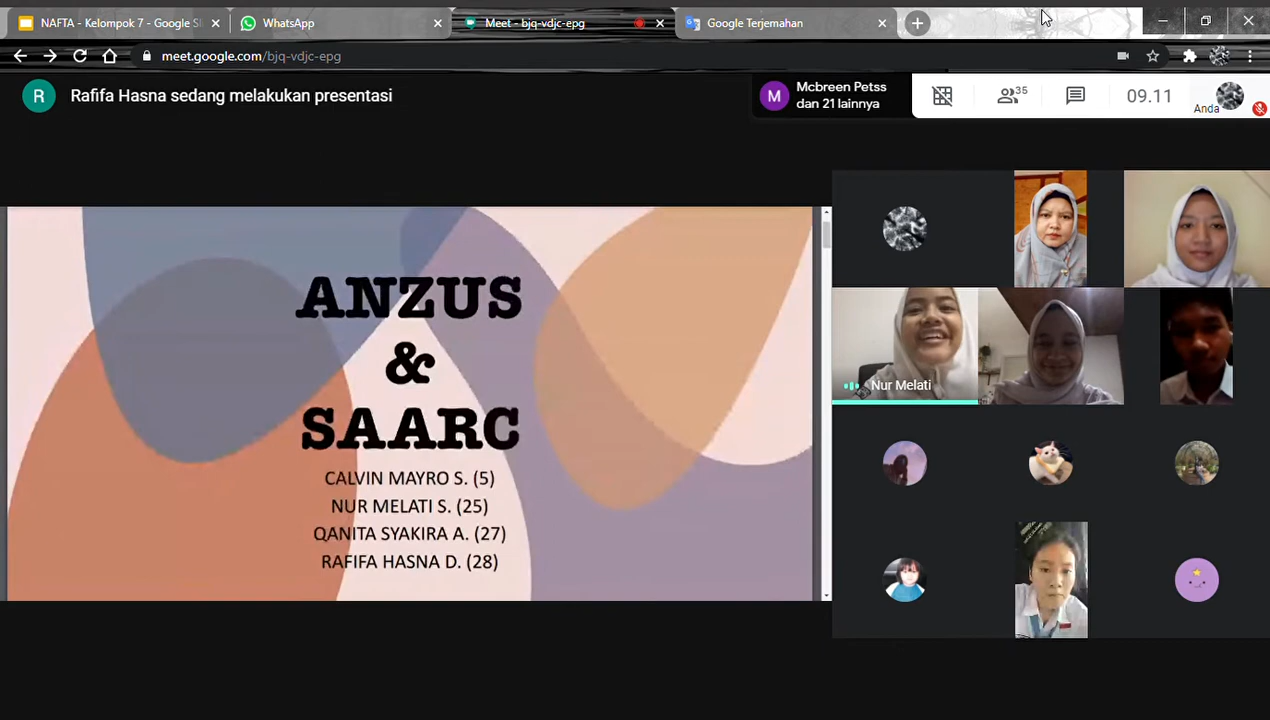 NAFTA - Kelompok 7 - Google Sl
WhatsApp
Meet - bjq-vdjc-epg
Google Terjemahan
meet.google.com/bjq-vdjc-epg
R
Rafifa Hasna sedang melakukan presentasi
M
Mcbreen Petss
dan 21 lainnya
35
09.11
Anda
ANZUS
&
SAARC
CALVIN MAYRO S. (5)
NUR MELATI S. (25)
QANITA SYAKIRA A. (27)
RAFIFA HASNA D. (28)
Nur Melati